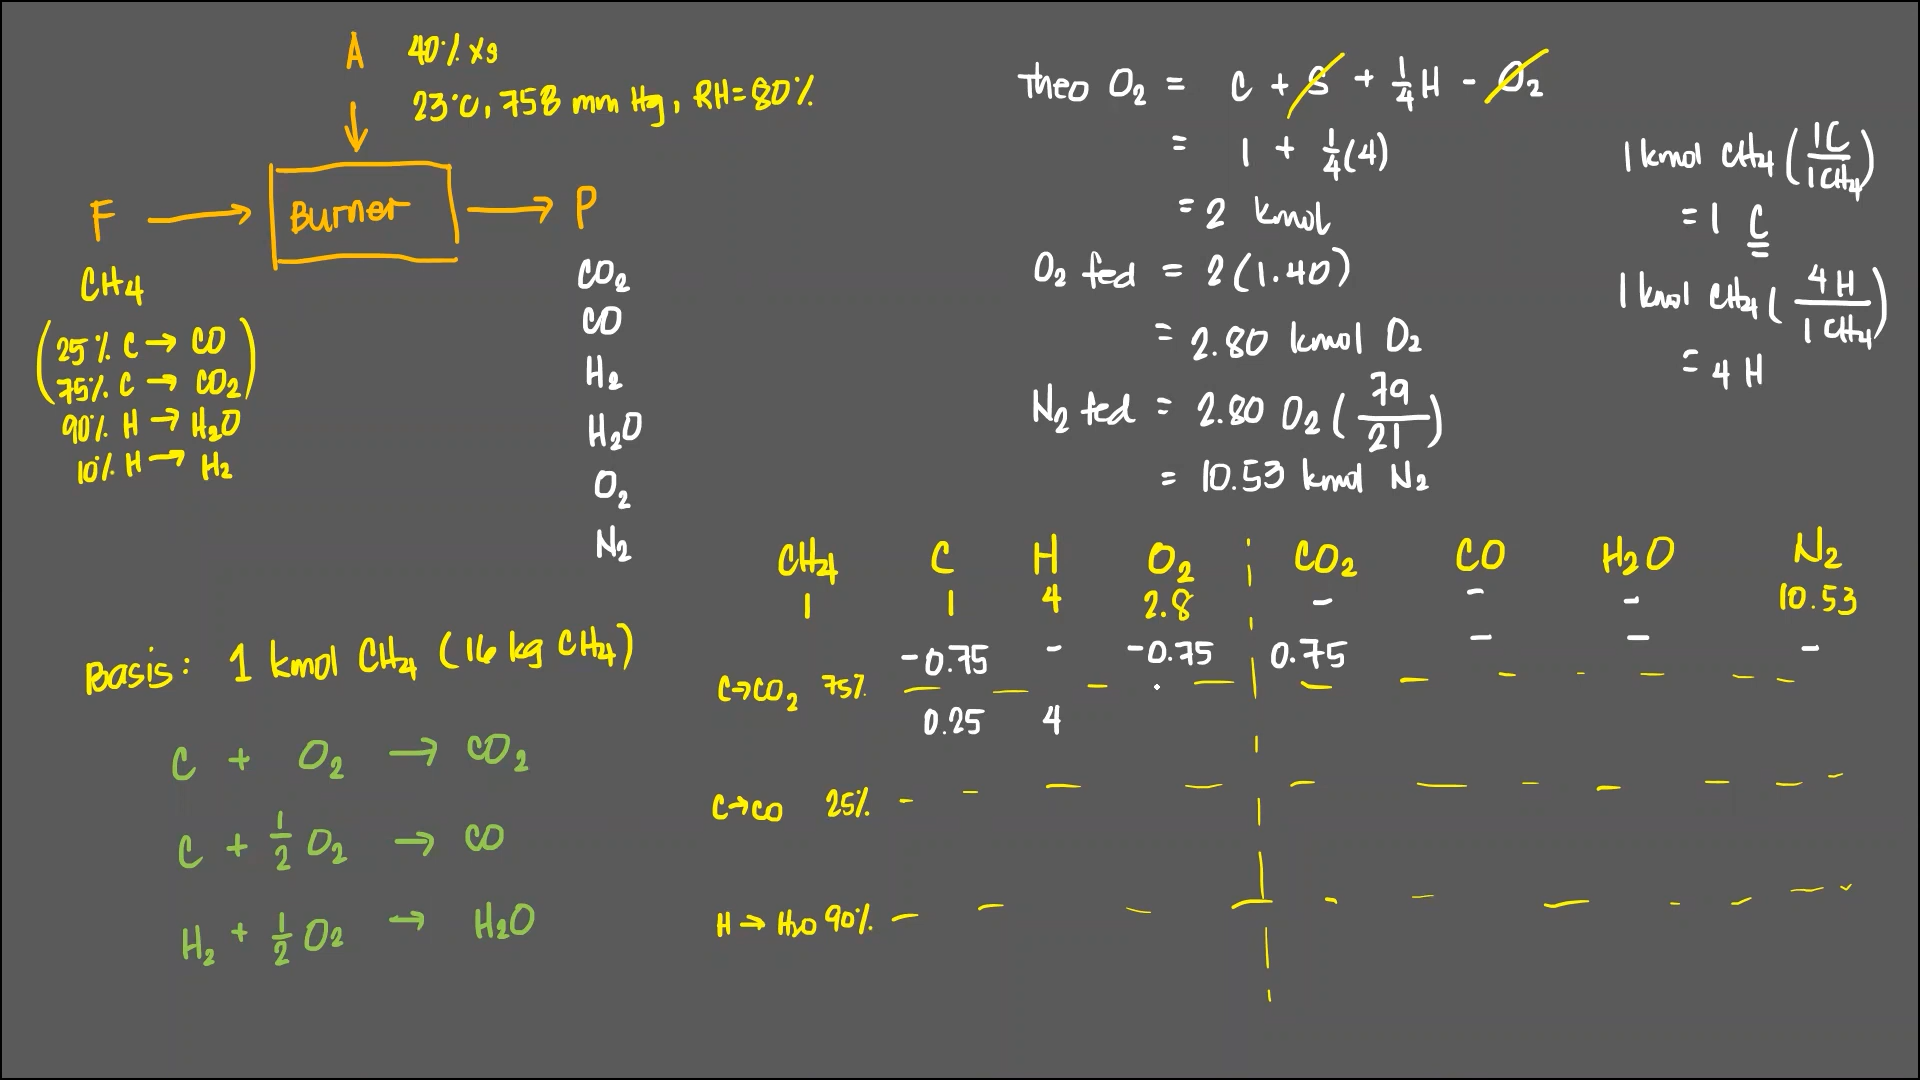 A 40% xs
23°C, 758 mm Hg, RH=80%
F → Burner → P
CH4
(25% C → CO
75% C → CO2)
90% H → H2O
10% H → H2
CO2
CO
H2
H2O
O2
N2
Basis: 1 kmol CH4 (16 kg CH4)
C + O2 → CO2
C + 1/2 O2 → CO
H2 + 1/2 O2 → H2O
theo O2 = C + S + 1/4 H - O2
= 1 + 1/4(4)
= 2 kmol
O2 fed = 2(1.40)
= 2.80 kmol O2
N2 fed = 2.80 O2 (79/21)
= 10.53 kmol N2
1 kmol CH4 (1C/1CH4)
= 1 C
1 kmol CH4 (4H/1CH4)
= 4 H
CH4 C H O2 CO2 CO H2O N2
1 1 4 2.8 - - - 10.53
-0.75 - -0.75 0.75 - - -
C→CO2 75%
0.25 4
C→CO 25%
H→H2O 90%